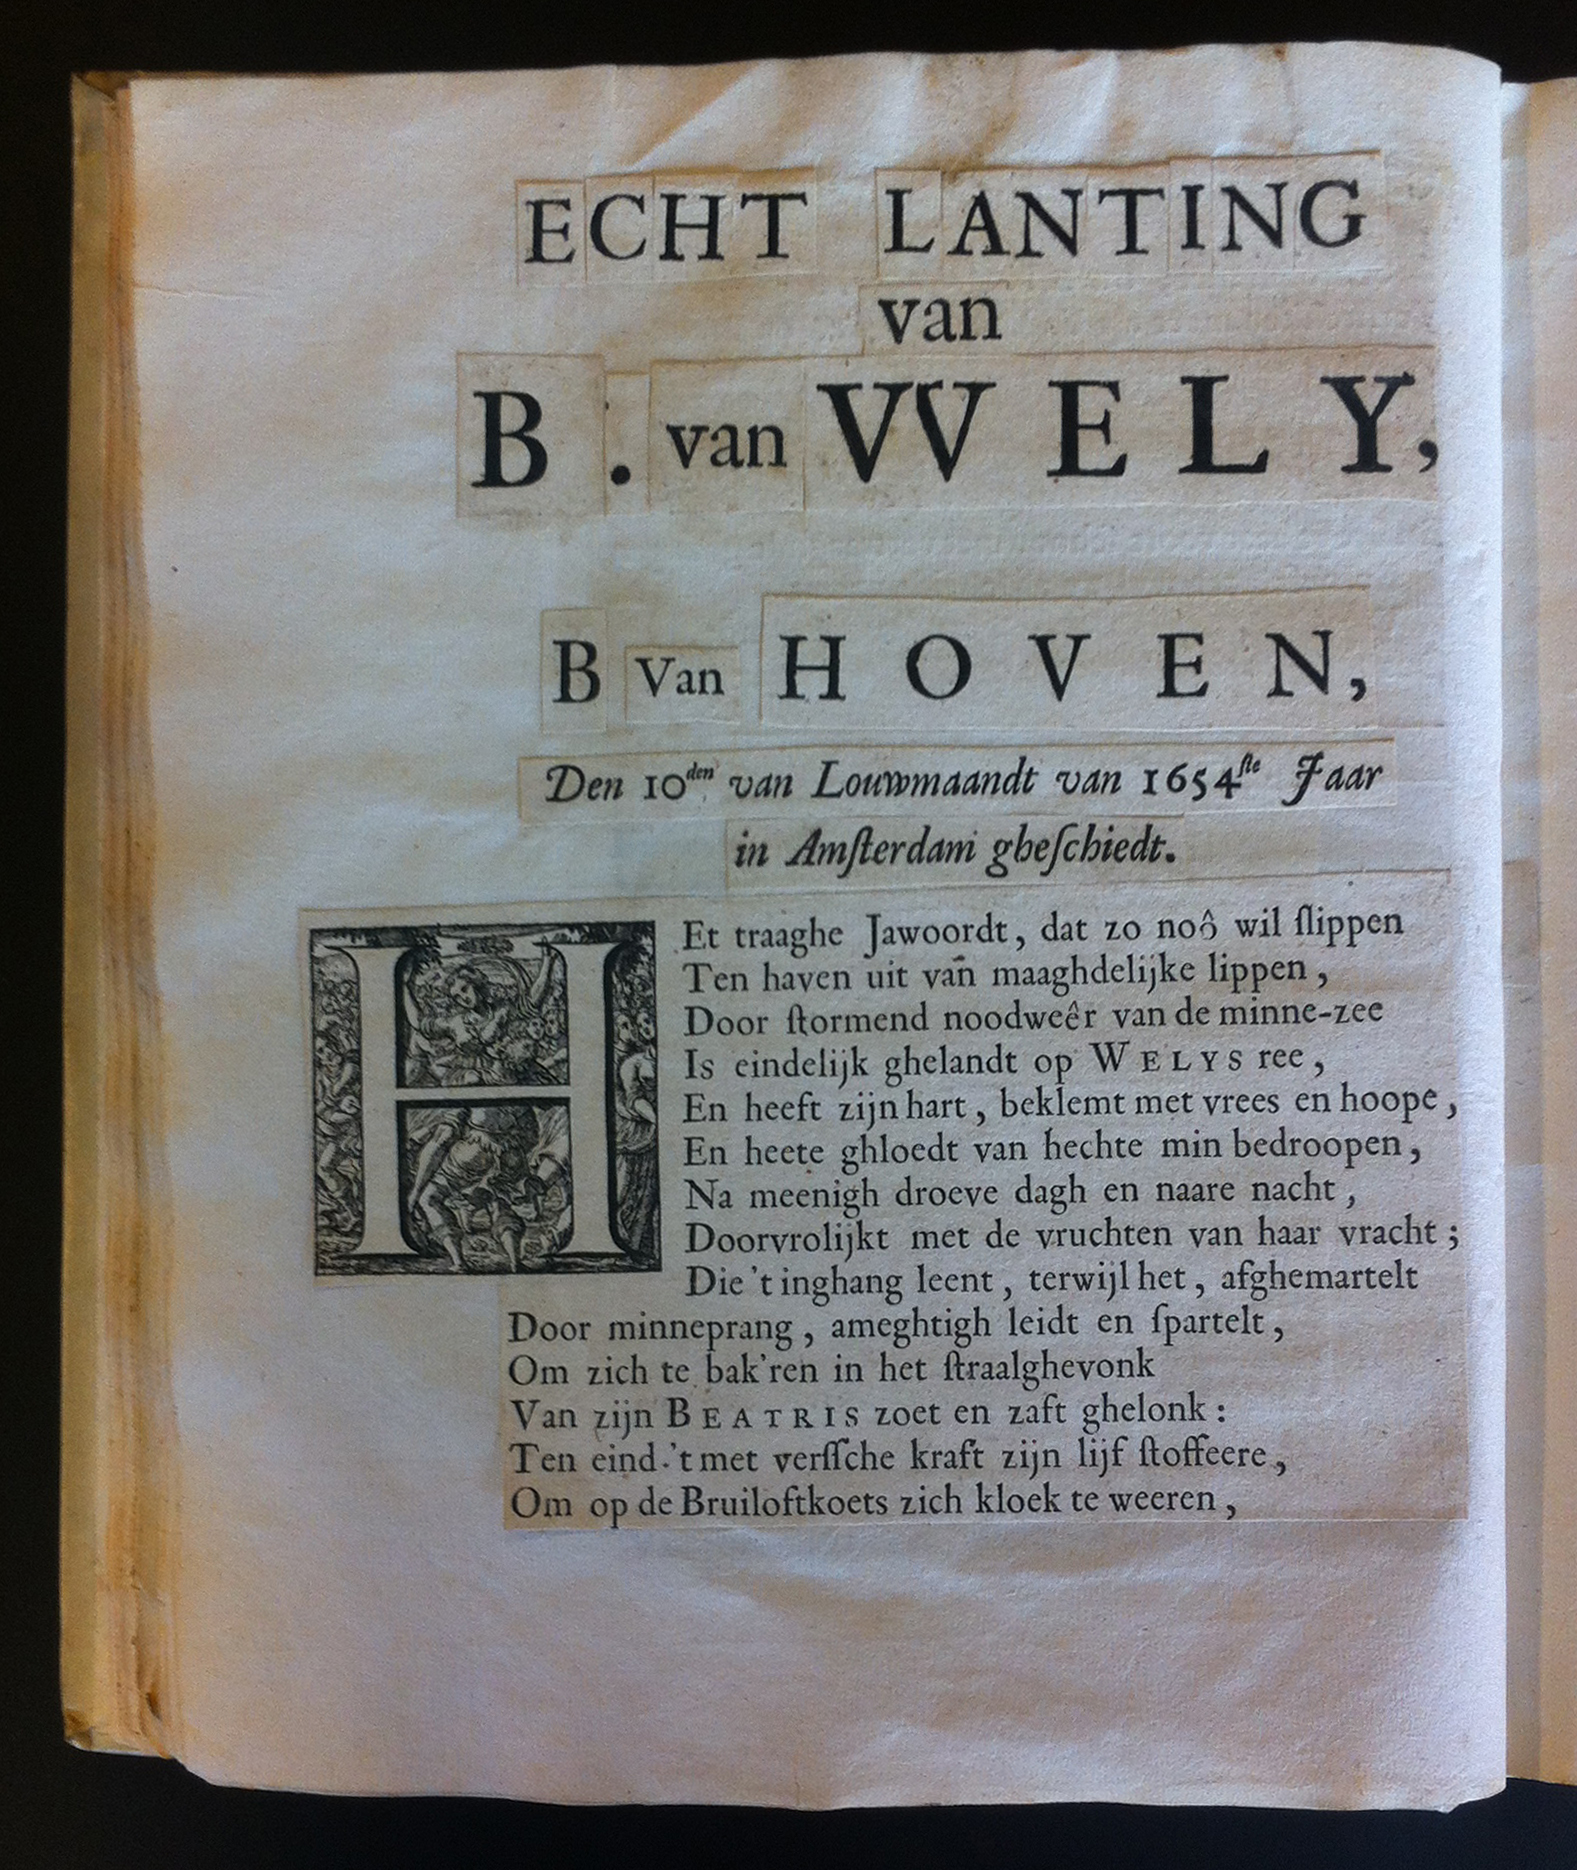 ECHT LANTING
van
B. van WELY,
B Van HOVEN,
Den 10den van Louwmaandt van 1654ſte Jaar
in Amſterdam gheſchiedt.
HEt traaghe Jawoordt, dat zo noô wil ſlippen
Ten haven uit van maaghdelijke lippen,
Door ſtormend noodweêr van de minne-zee
Is eindelijk ghelandt op WELYS ree,
En heeft zijn hart, beklemt met vrees en hoope,
En heete ghloedt van hechte min bedroopen,
Na meenigh droeve dagh en naare nacht,
Doorvrolijkt met de vruchten van haar vracht;
Die 't inghang leent, terwijl het, afghemartelt
Door minneprang, ameghtigh leidt en ſpartelt,
Om zich te bak'ren in het ſtraalghevonk
Van zijn BEATRIS zoet en zaft ghelonk:
Ten eind 't met verſſche kraft zijn lijf ſtoffeere,
Om op de Bruiloftkoets zich kloek te weeren,